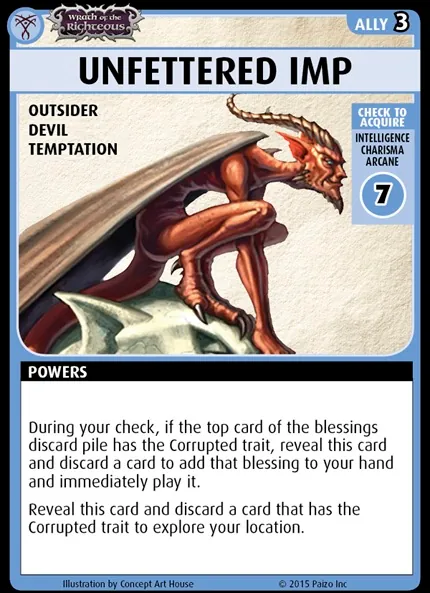 Wrath of the
Righteous
ALLY 3
UNFETTERED IMP
OUTSIDER
DEVIL
TEMPTATION
CHECK TO
ACQUIRE
INTELLIGENCE
CHARISMA
ARCANE
7
POWERS
During your check, if the top card of the blessings
discard pile has the Corrupted trait, reveal this card
and discard a card to add that blessing to your hand
and immediately play it.
Reveal this card and discard a card that has the
Corrupted trait to explore your location.
Illustration by Concept Art House © 2015 Paizo Inc